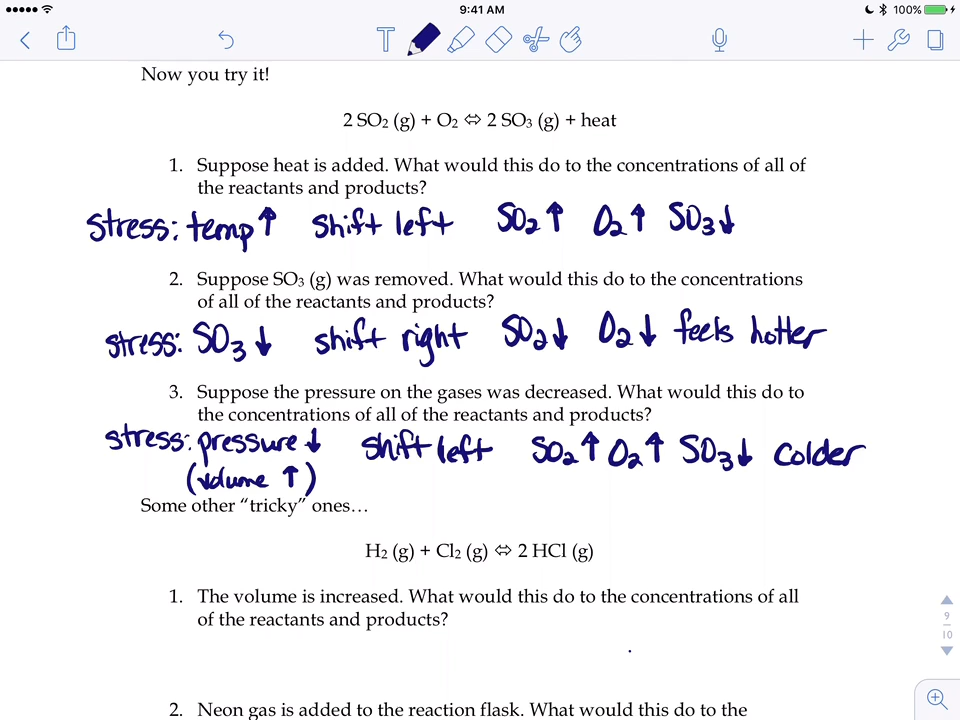 9:41 AM
100%
T
Now you try it!
2 SO₂ (g) + O₂ ⇔ 2 SO₃ (g) + heat
1. Suppose heat is added. What would this do to the concentrations of all of
the reactants and products?
stress: temp ↑ shift left SO₂ ↑ O₂ ↑ SO₃ ↓
2. Suppose SO₃ (g) was removed. What would this do to the concentrations
of all of the reactants and products?
stress: SO₃ ↓ shift right SO₂ ↓ O₂ ↓ feels hotter
3. Suppose the pressure on the gases was decreased. What would this do to
the concentrations of all of the reactants and products?
stress: pressure ↓ shift left SO₂ ↑ O₂ ↑ SO₃ ↓ colder
(volume ↑)
Some other “tricky” ones…
H₂ (g) + Cl₂ (g) ⇔ 2 HCl (g)
1. The volume is increased. What would this do to the concentrations of all
of the reactants and products?
9
10
2. Neon gas is added to the reaction flask. What would this do to the